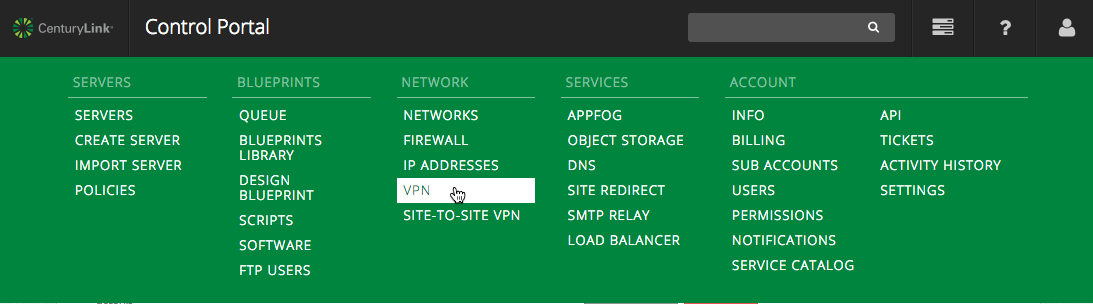 CenturyLink
Control Portal
?
SERVERS
SERVERS
CREATE SERVER
IMPORT SERVER
POLICIES
BLUEPRINTS
QUEUE
BLUEPRINTS
LIBRARY
DESIGN
BLUEPRINT
SCRIPTS
SOFTWARE
FTP USERS
NETWORK
NETWORKS
FIREWALL
IP ADDRESSES
VPN
SITE-TO-SITE VPN
SERVICES
APPFOG
OBJECT STORAGE
DNS
SITE REDIRECT
SMTP RELAY
LOAD BALANCER
ACCOUNT
INFO
BILLING
SUB ACCOUNTS
USERS
PERMISSIONS
NOTIFICATIONS
SERVICE CATALOG
API
TICKETS
ACTIVITY HISTORY
SETTINGS